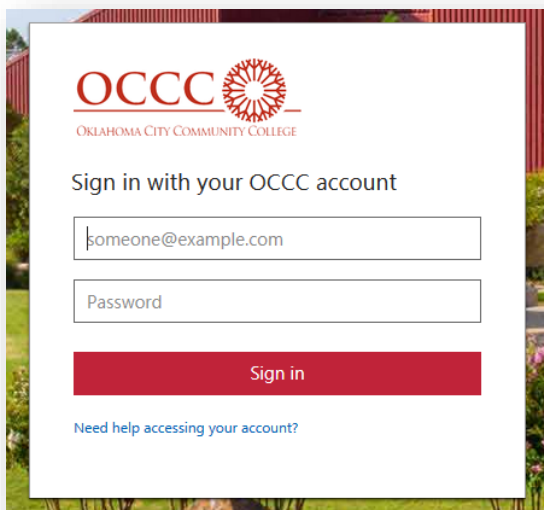 OCCC
OKLAHOMA CITY COMMUNITY COLLEGE
Sign in with your OCCC account
someone@example.com
Password
Sign in
Need help accessing your account?